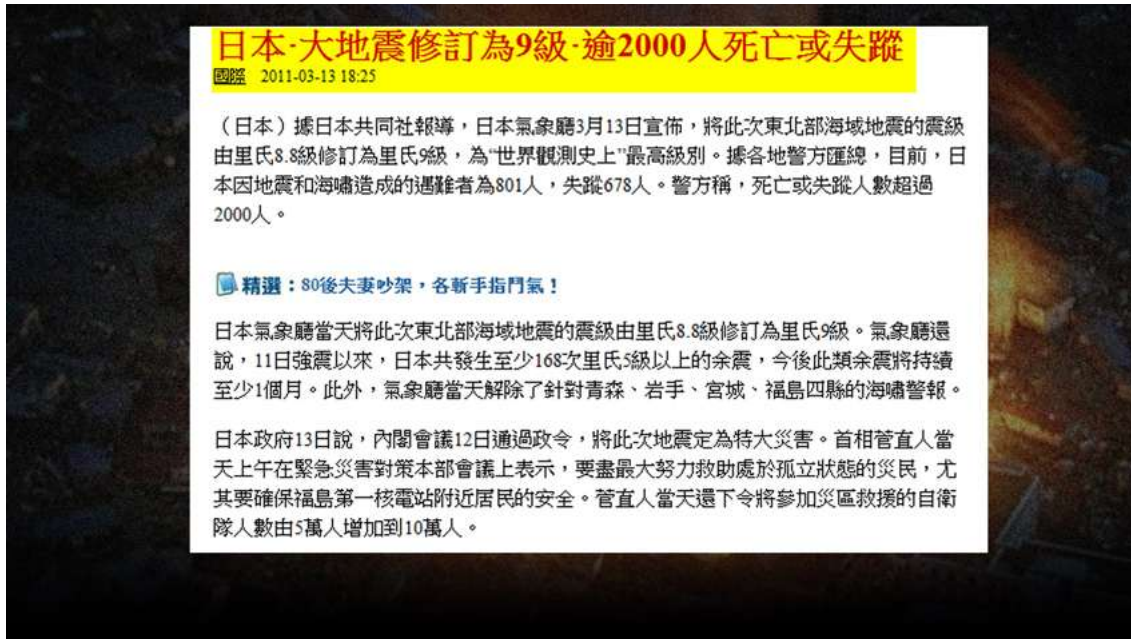 日本‧大地震修訂為9級‧逾2000人死亡或失蹤
國際 2011-03-13 18:25
（日本）據日本共同社報導，日本氣象廳3月13日宣佈，將此次東北部海域地震的震級
由里氏8.8級修訂為里氏9級，為“世界觀測史上”最高級別。據各地警方匯總，目前，日
本因地震和海嘯造成的遇難者為801人，失蹤678人。警方稱，死亡或失蹤人數超過
2000人。
精選：80後夫妻吵架，各斬手指鬥氣！
日本氣象廳當天將此次東北部海域地震的震級由里氏8.8級修訂為里氏9級。氣象廳還
說，11日強震以來，日本共發生至少168次里氏5級以上的余震，今後此類余震將持續
至少1個月。此外，氣象廳當天解除了針對青森、岩手、宮城、福島四縣的海嘯警報。
日本政府13日說，內閣會議12日通過政令，將此次地震定為特大災害。首相菅直人當
天上午在緊急災害對策本部會議上表示，要盡最大努力救助處於孤立狀態的災民，尤
其要確保福島第一核電站附近居民的安全。菅直人當天還下令將參加災區救援的自衛
隊人數由5萬人增加到10萬人。